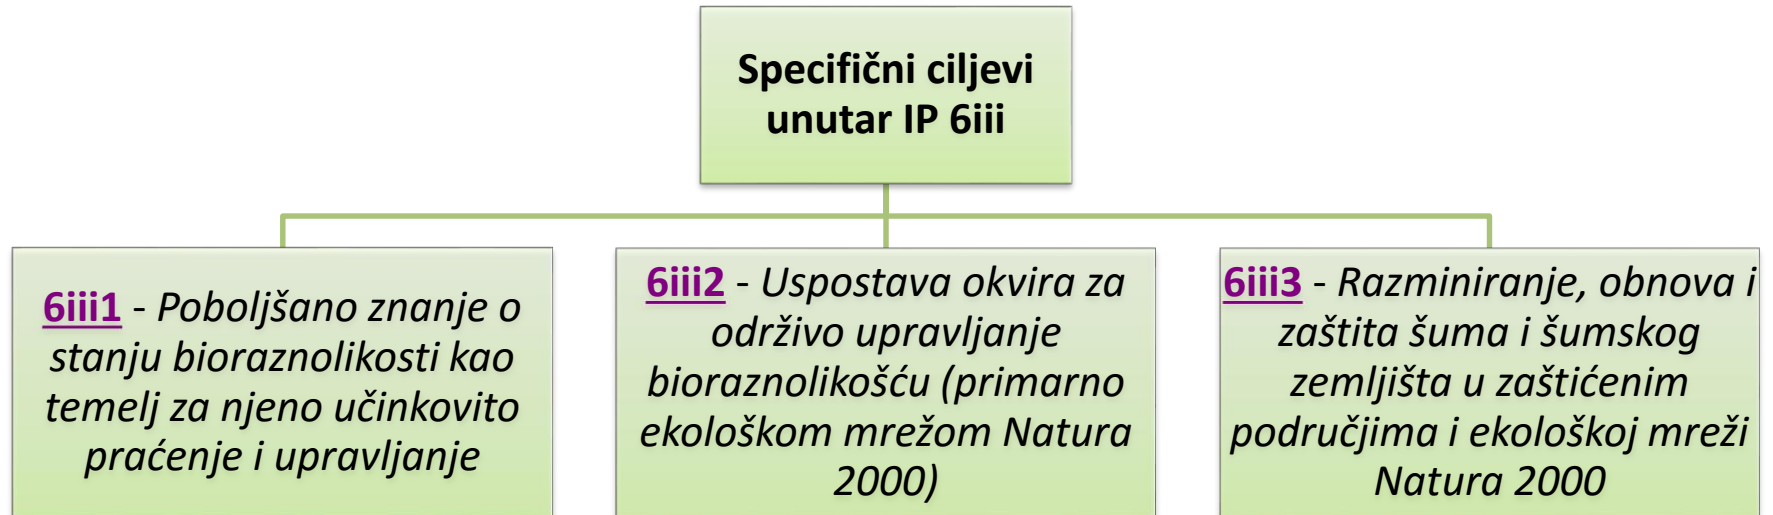 Specifični ciljevi
unutar IP 6iii
6iii1 - Poboljšano znanje o
stanju bioraznolikosti kao
temelj za njeno učinkovito
praćenje i upravljanje
6iii2 - Uspostava okvira za
održivo upravljanje
bioraznolikošću (primarno
ekološkom mrežom Natura
2000)
6iii3 - Razminiranje, obnova i
zaštita šuma i šumskog
zemljišta u zaštićenim
područjima i ekološkoj mreži
Natura 2000